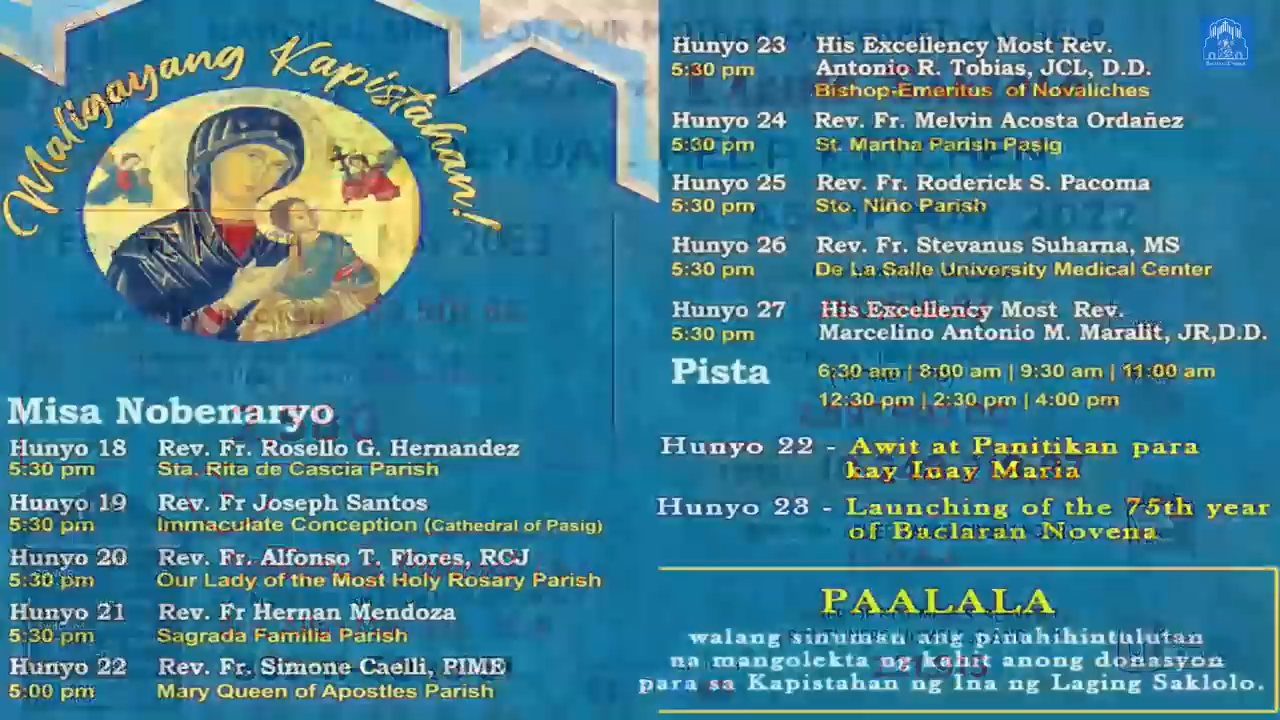 Maligayang Kapistahan!
Misa Nobenaryo
Hunyo 18 Rev. Fr. Rosello G. Hernandez
5:30 pm Sta. Rita de Cascia Parish
Hunyo 19 Rev. Fr Joseph Santos
5:30 pm Immaculate Conception (Cathedral of Pasig)
Hunyo 20 Rev. Fr. Alfonso T. Flores, RCJ
5:30 pm Our Lady of the Most Holy Rosary Parish
Hunyo 21 Rev. Fr Hernan Mendoza
5:30 pm Sagrada Familia Parish
Hunyo 22 Rev. Fr. Simone Caelli, PIME
5:00 pm Mary Queen of Apostles Parish
Hunyo 23 His Excellency Most Rev.
5:30 pm Antonio R. Tobias, JCL, D.D.
Bishop-Emeritus of Novaliches
Hunyo 24 Rev. Fr. Melvin Acosta Ordañez
5:30 pm St. Martha Parish Pasig
Hunyo 25 Rev. Fr. Roderick S. Pacoma
5:30 pm Sto. Niño Parish
Hunyo 26 Rev. Fr. Stevanus Suharna, MS
5:30 pm De La Salle University Medical Center
Hunyo 27 His Excellency Most Rev.
5:30 pm Marcelino Antonio M. Maralit, JR,D.D.
Pista 6:30 am | 8:00 am | 9:30 am | 11:00 am
12:30 pm | 2:30 pm | 4:00 pm
Hunyo 22 - Awit at Panitikan para
kay Inay Maria
Hunyo 23 - Launching of the 75th year
of Baclaran Novena
PAALALA
walang sinuman ang pinahihintulutan
na mangolekta ng kahit anong donasyon
para sa Kapistahan ng Ina ng Laging Saklolo.